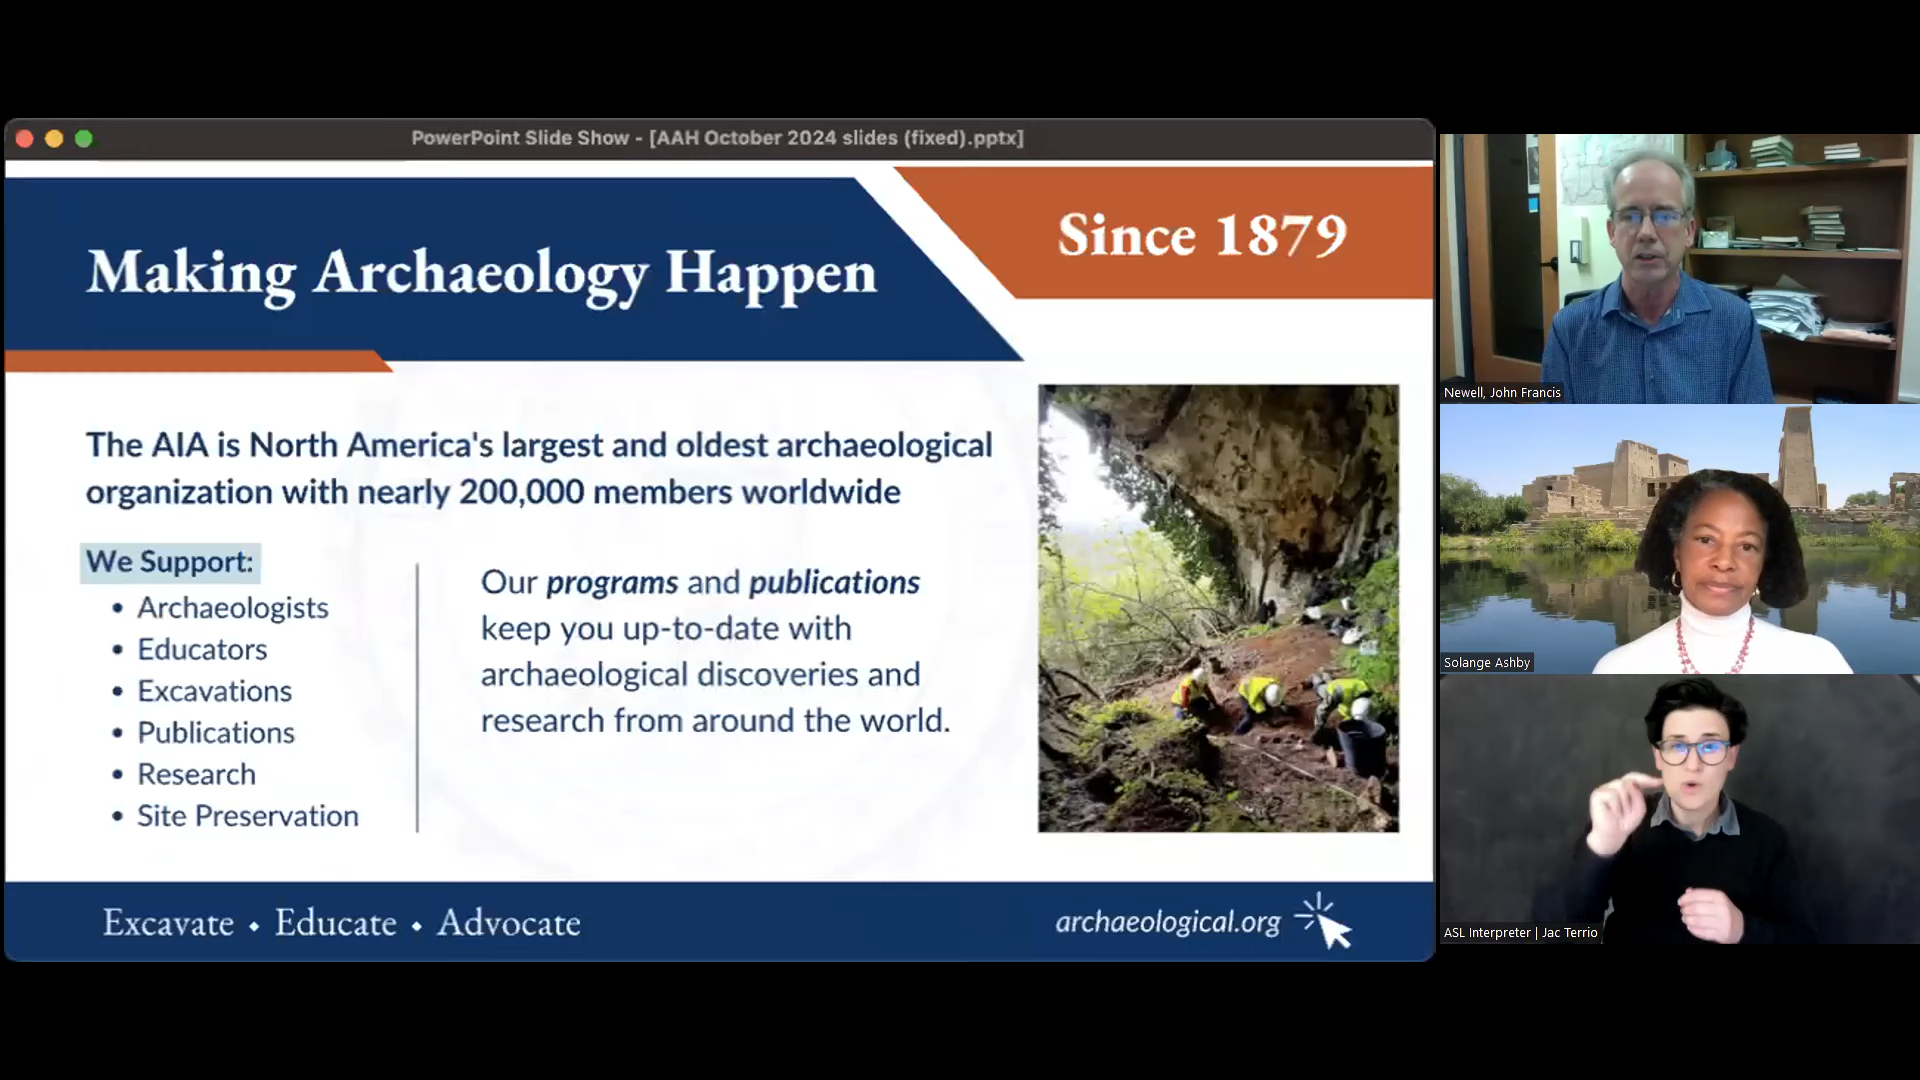 PowerPoint Slide Show - [AAH October 2024 slides (fixed).pptx]
Making Archaeology Happen
Since 1879
The AIA is North America's largest and oldest archaeological
organization with nearly 200,000 members worldwide
We Support:
• Archaeologists
• Educators
• Excavations
• Publications
• Research
• Site Preservation
Our programs and publications
keep you up-to-date with
archaeological discoveries and
research from around the world.
Excavate • Educate • Advocate
archaeological.org
Newell, John Francis
Solange Ashby
ASL Interpreter | Jac Terrio